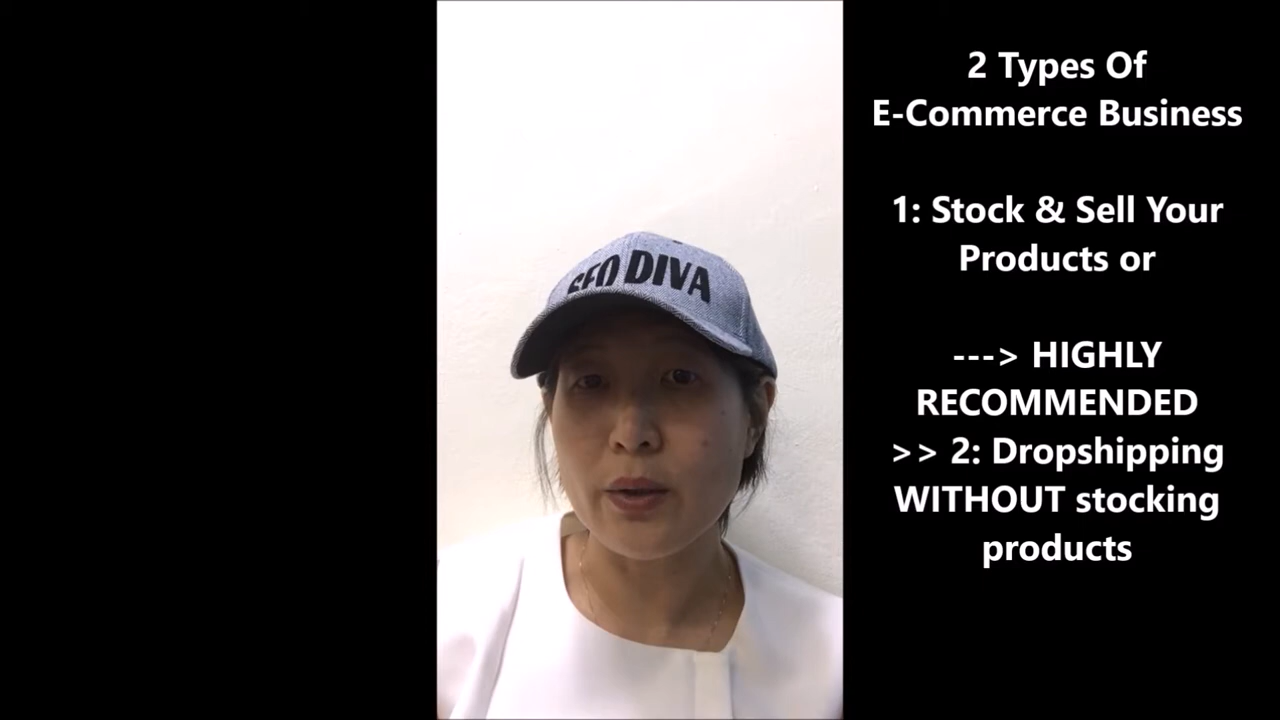 SEO DIVA
2 Types Of
E-Commerce Business
1: Stock & Sell Your
Products or
---> HIGHLY
RECOMMENDED
>> 2: Dropshipping
WITHOUT stocking
products